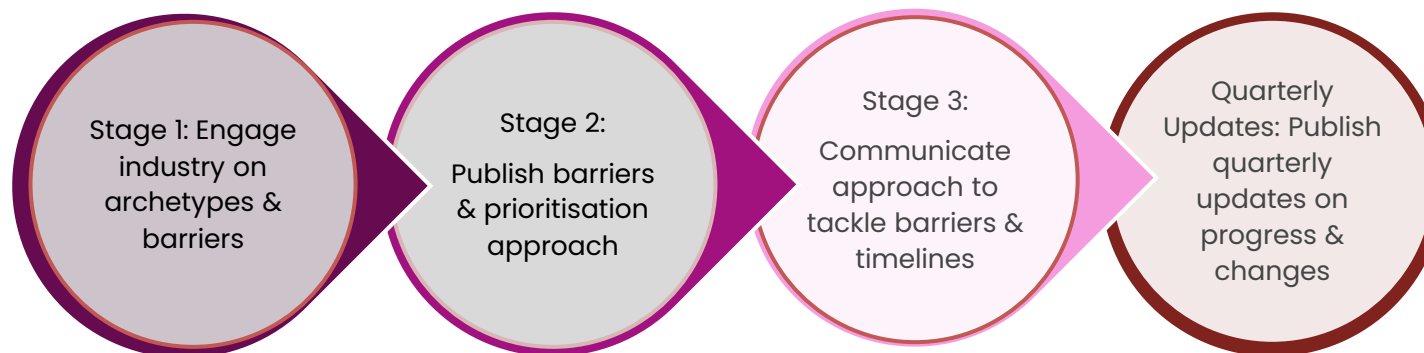 Stage 1: Engage
industry on
archetypes &
barriers
Stage 2:
Publish barriers
& prioritisation
approach
Stage 3:
Communicate
approach to
tackle barriers &
timelines
Quarterly
Updates: Publish
quarterly
updates on
progress &
changes